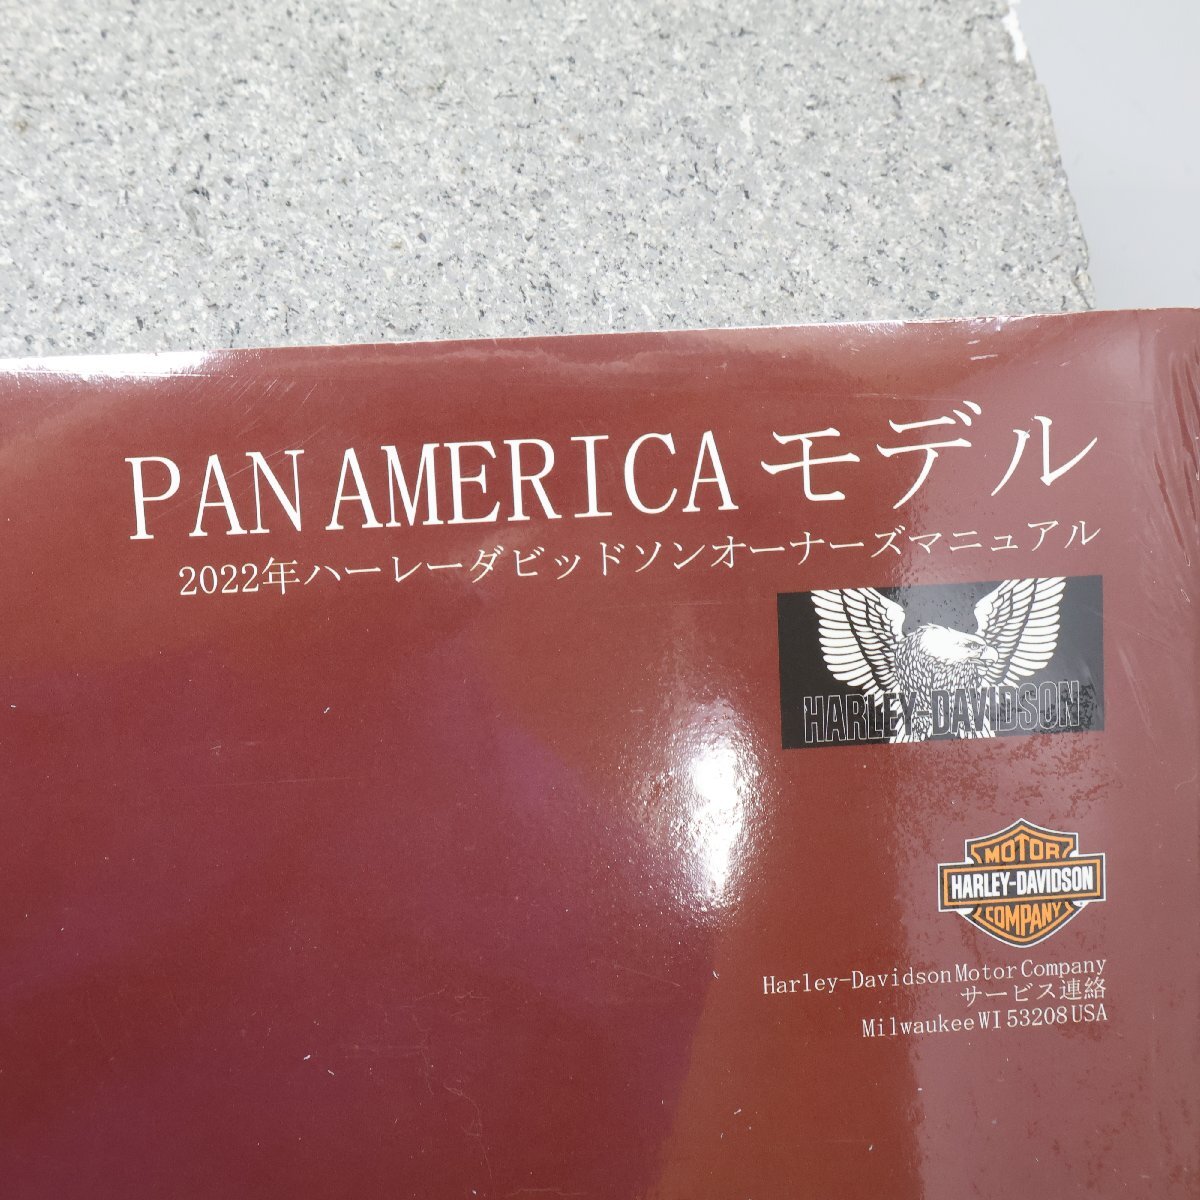 PAN AMERICA モデル
2022年ハーレーダビッドソンオーナーズマニュアル
HARLEY-DAVIDSON
MOTOR
HARLEY-DAVIDSON
COMPANY
Harley-Davidson Motor Company
サービス連絡
Milwaukee WI 53208 USA